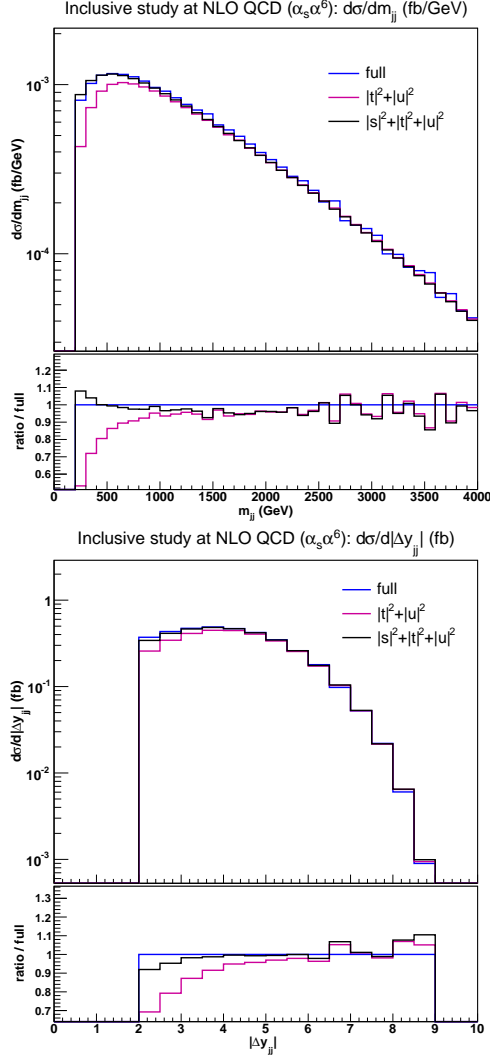 Inclusive study at NLO QCD (αₛα⁶): dσ/dmⱼⱼ (fb/GeV)
full
|t|²+|u|²
|s|²+|t|²+|u|²
dσ/dmⱼⱼ (fb/GeV)
10⁻³
10⁻⁴
ratio / full
1.2
1.1
1
0.9
0.8
0.7
0.6
0 500 1000 1500 2000 2500 3000 3500 4000
mⱼⱼ (GeV)
Inclusive study at NLO QCD (αₛα⁶): dσ/d|Δyⱼⱼ| (fb)
full
|t|²+|u|²
|s|²+|t|²+|u|²
dσ/d|Δyⱼⱼ| (fb)
1
10⁻¹
10⁻²
10⁻³
ratio / full
1.3
1.2
1.1
1
0.9
0.8
0.7
0 1 2 3 4 5 6 7 8 9 10
|Δyⱼⱼ|